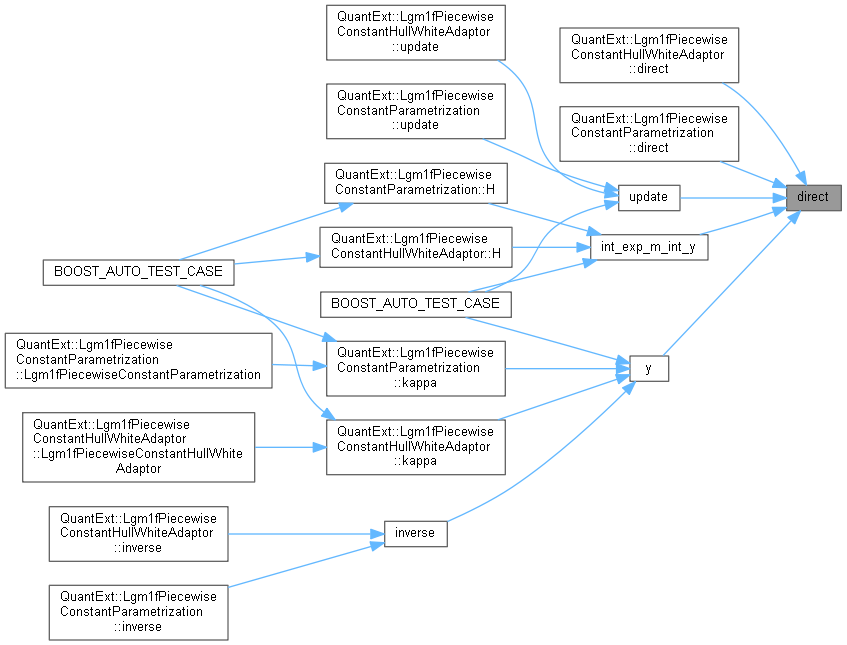 QuantExt::Lgm1fPiecewise
ConstantHullWhiteAdaptor
::update
QuantExt::Lgm1fPiecewise
ConstantHullWhiteAdaptor
::direct
QuantExt::Lgm1fPiecewise
ConstantParametrization
::update
QuantExt::Lgm1fPiecewise
ConstantParametrization
::direct
QuantExt::Lgm1fPiecewise
ConstantParametrization::H
update
direct
QuantExt::Lgm1fPiecewise
ConstantHullWhiteAdaptor::H
int_exp_m_int_y
BOOST_AUTO_TEST_CASE
BOOST_AUTO_TEST_CASE
QuantExt::Lgm1fPiecewise
ConstantParametrization
::Lgm1fPiecewiseConstantParametrization
QuantExt::Lgm1fPiecewise
ConstantParametrization
::kappa
y
QuantExt::Lgm1fPiecewise
ConstantHullWhiteAdaptor
::Lgm1fPiecewiseConstantHullWhite
Adaptor
QuantExt::Lgm1fPiecewise
ConstantHullWhiteAdaptor
::kappa
QuantExt::Lgm1fPiecewise
ConstantHullWhiteAdaptor
::inverse
inverse
QuantExt::Lgm1fPiecewise
ConstantParametrization
::inverse